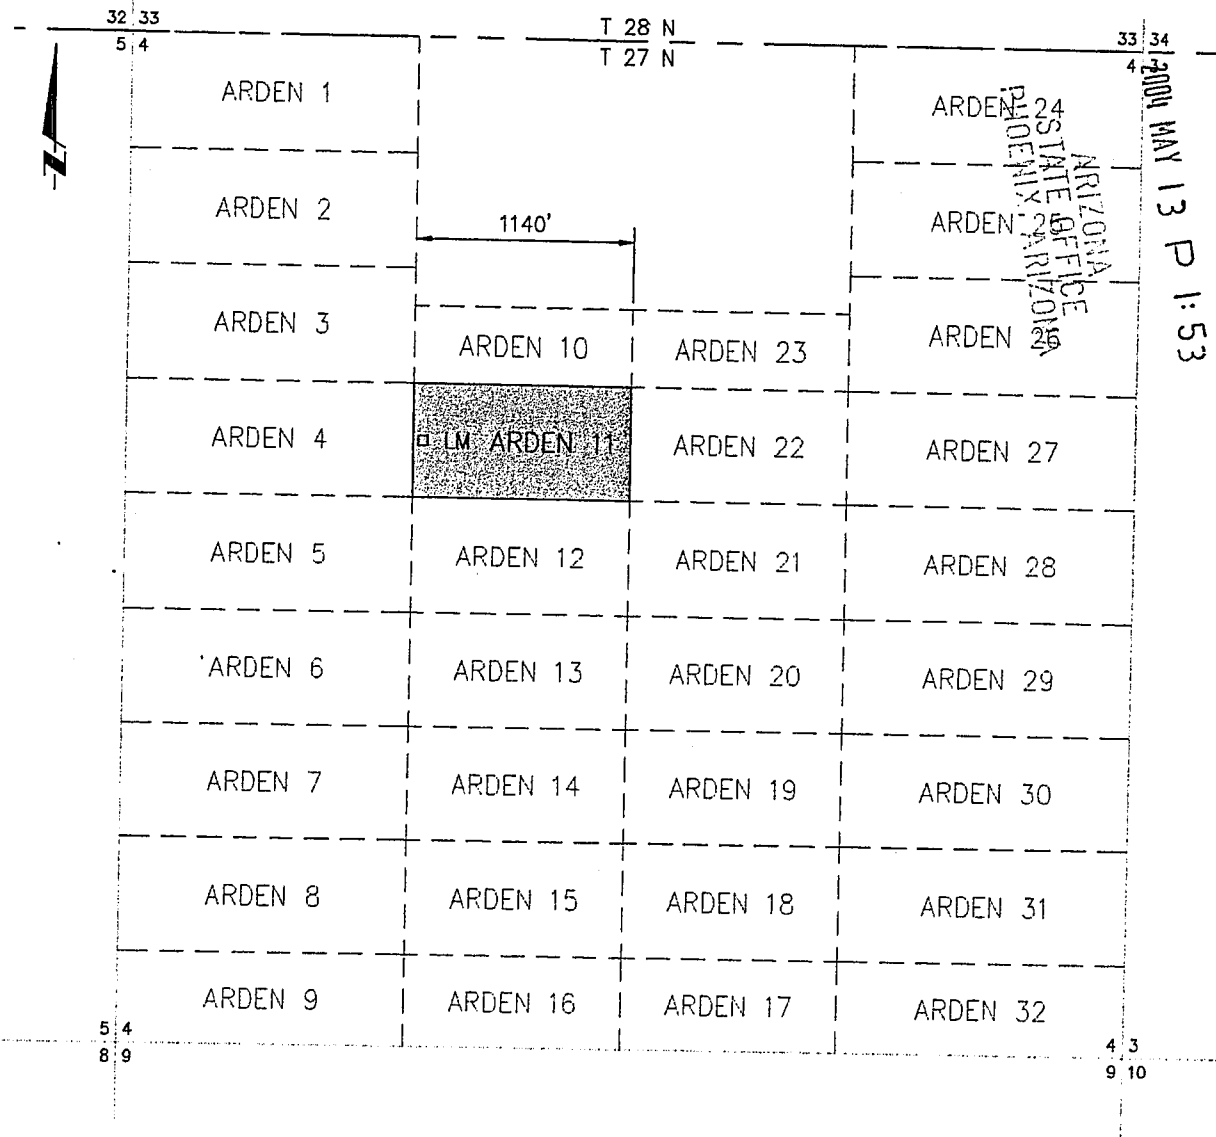 32 33
T 28 N
33 34
5 4
T 27 N
4 3
ARDEN 1
ARDEN 24
2004 MAY 13 P 1:53
ARIZONA
STATE OFFICE
PHOENIX, ARIZONA
ARDEN 2
1140'
ARDEN 25
ARDEN 3
ARDEN 10
ARDEN 23
ARDEN 26
ARDEN 4
LM ARDEN 11
ARDEN 22
ARDEN 27
ARDEN 5
ARDEN 12
ARDEN 21
ARDEN 28
ARDEN 6
ARDEN 13
ARDEN 20
ARDEN 29
ARDEN 7
ARDEN 14
ARDEN 19
ARDEN 30
ARDEN 8
ARDEN 15
ARDEN 18
ARDEN 31
ARDEN 9
ARDEN 16
ARDEN 17
ARDEN 32
5 4
4 3
8 9
9 10
Z